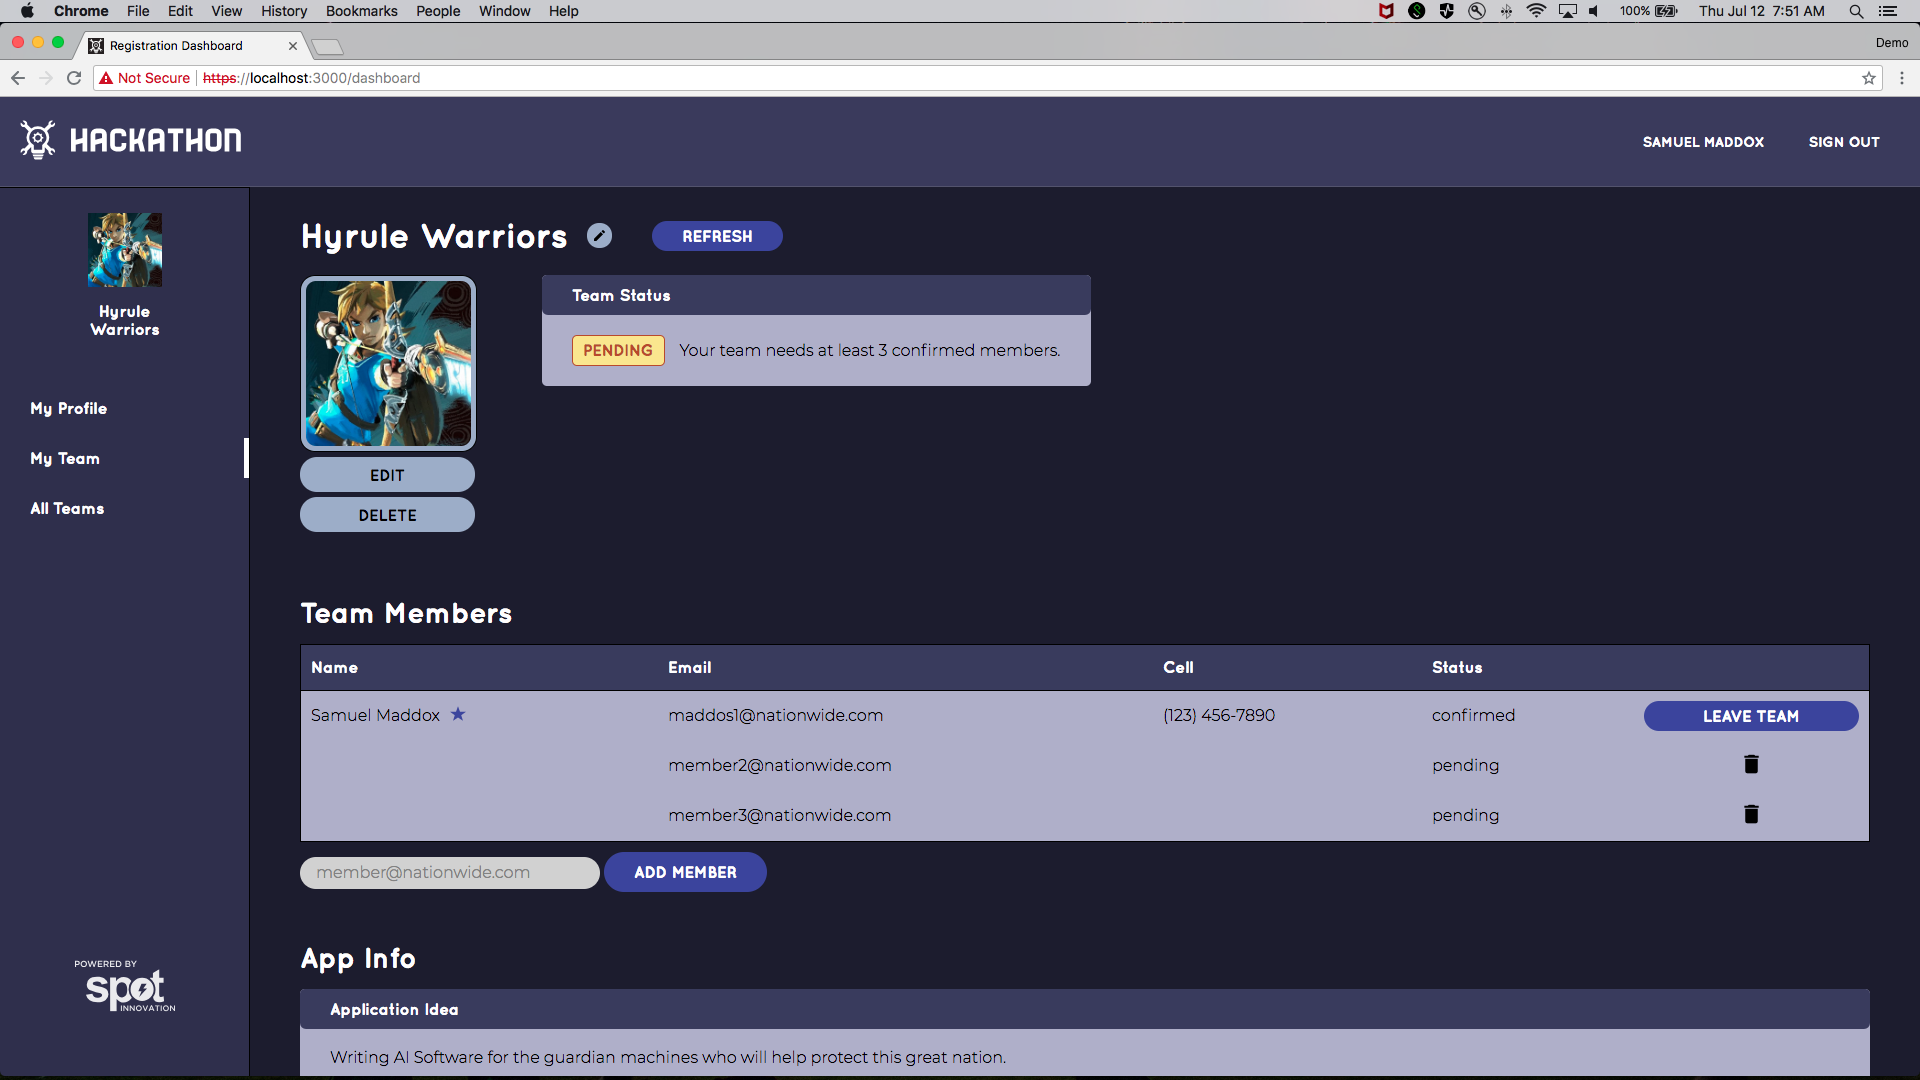 Chrome File Edit View History Bookmarks People Window Help 100% Thu Jul 12 7:51 AM
Registration Dashboard Demo
Not Secure https://localhost:3000/dashboard
HACKATHON SAMUEL MADDOX SIGN OUT
Hyrule
Warriors
My Profile
My Team
All Teams
POWERED BY
spot
INNOVATION
Hyrule Warriors REFRESH
Team Status
PENDING Your team needs at least 3 confirmed members.
EDIT
DELETE
Team Members
Name Email Cell Status
Samuel Maddox maddos1@nationwide.com (123) 456-7890 confirmed LEAVE TEAM
member2@nationwide.com pending
member3@nationwide.com pending
member@nationwide.com ADD MEMBER
App Info
Application Idea
Writing AI Software for the guardian machines who will help protect this great nation.